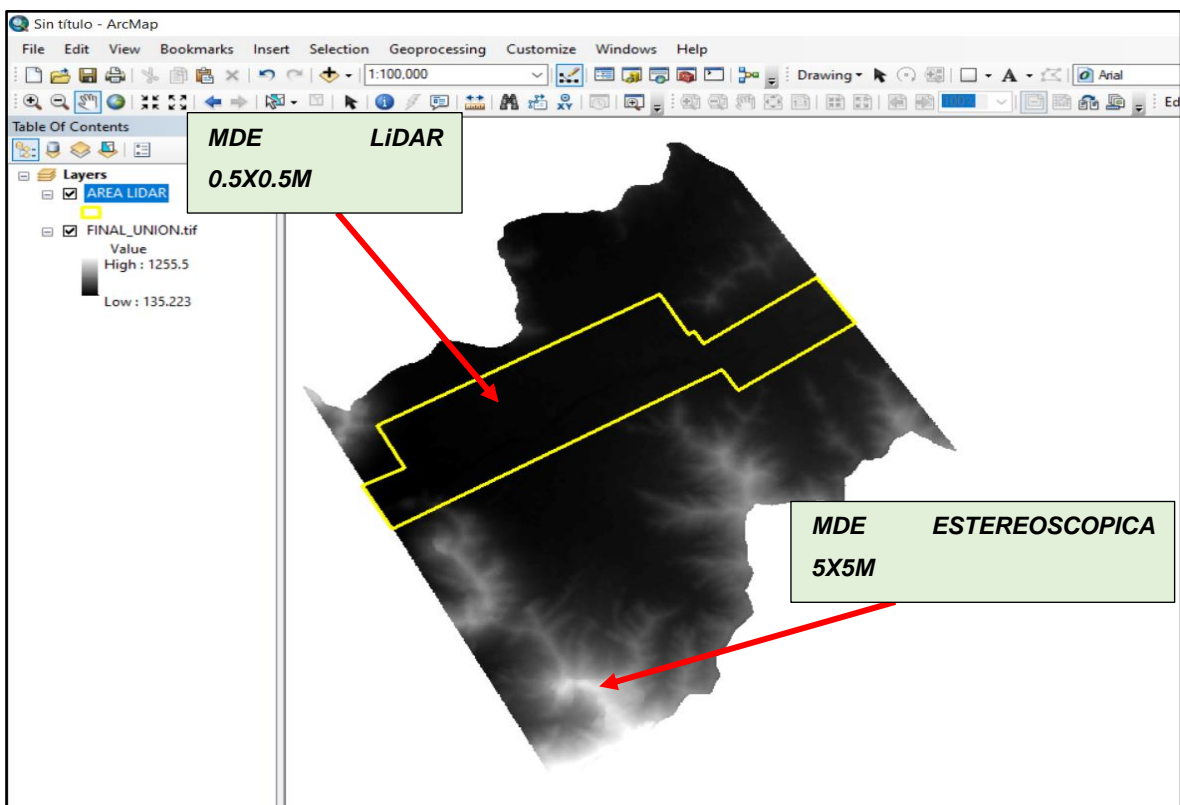 Sin título - ArcMap
File Edit View Bookmarks Insert Selection Geoprocessing Customize Windows Help
1:100,000
Drawing
A
Arial
100%
Ed
Table Of Contents
Layers
AREA LIDAR
FINAL_UNION.tif
Value
High : 1255.5
Low : 135.223
MDE LiDAR
0.5X0.5M
MDE ESTEREOSCOPICA
5X5M